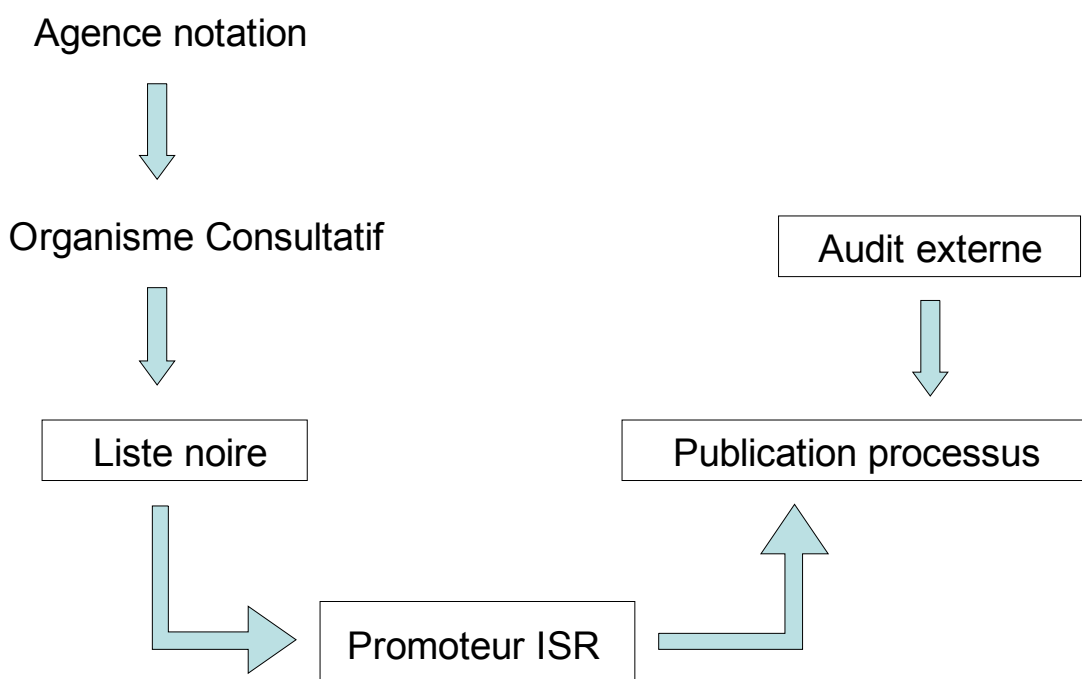 Agence notation
Organisme Consultatif
Audit externe
Liste noire
Publication processus
Promoteur ISR